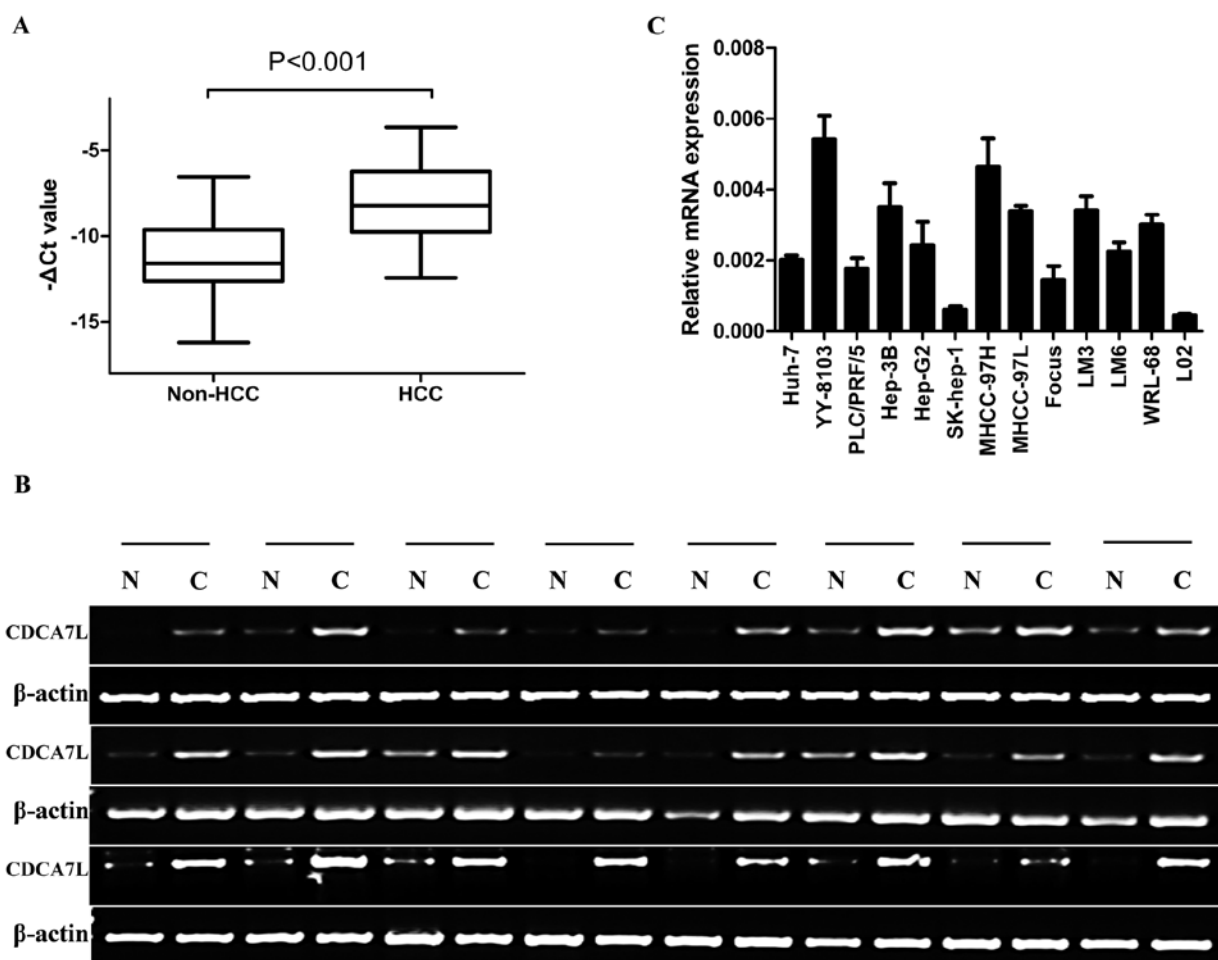 A
P<0.001
-ΔCt value
-5
-10
-15
Non-HCC HCC
C
Relative mRNA expression
0.008
0.006
0.004
0.002
0.000
Huh-7
YY-8103
PLC/PRF/5
Hep-3B
Hep-G2
SK-hep-1
MHCC-97H
MHCC-97L
Focus
LM3
LM6
WRL-68
L02
B
N C N C N C N C N C N C N C N C
CDCA7L
β-actin
CDCA7L
β-actin
CDCA7L
β-actin